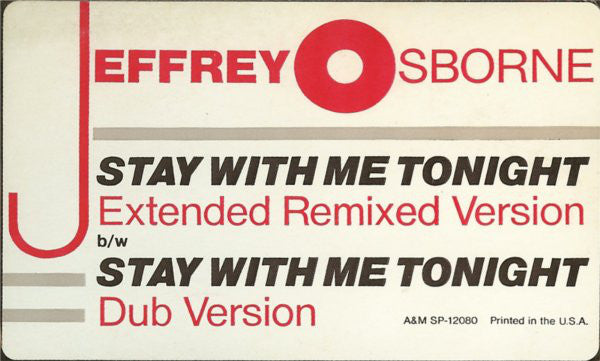 JEFFREY OSBORNE
STAY WITH ME TONIGHT
Extended Remixed Version
b/w
STAY WITH ME TONIGHT
Dub Version
A&M SP-12080 Printed in the U.S.A.